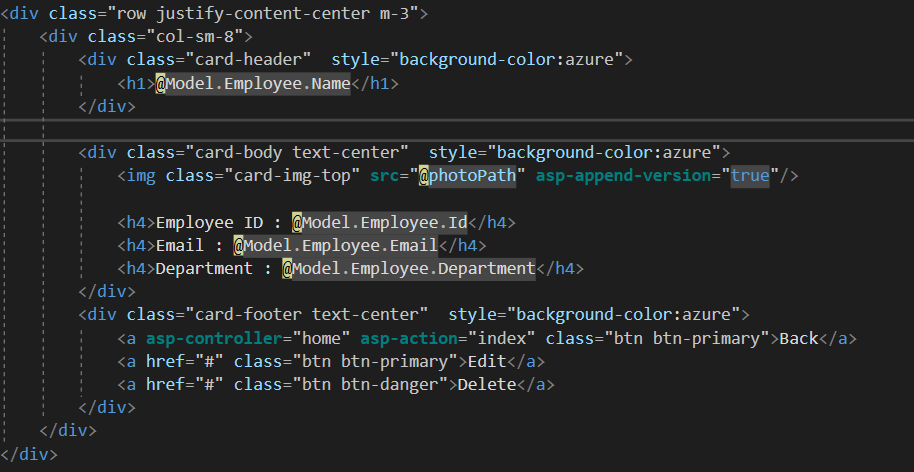 <div class="row justify-content-center m-3">
<div class="col-sm-8">
<div class="card-header"  style="background-color:azure">
<h1>@Model.Employee.Name</h1>
</div>
<div class="card-body text-center"  style="background-color:azure">
<img class="card-img-top" src="@photoPath" asp-append-version="true"/>
<h4>Employee ID : @Model.Employee.Id</h4>
<h4>Email : @Model.Employee.Email</h4>
<h4>Department : @Model.Employee.Department</h4>
</div>
<div class="card-footer text-center"  style="background-color:azure">
<a asp-controller="home" asp-action="index" class="btn btn-primary">Back</a>
<a href="#" class="btn btn-primary">Edit</a>
<a href="#" class="btn btn-danger">Delete</a>
</div>
</div>
</div>